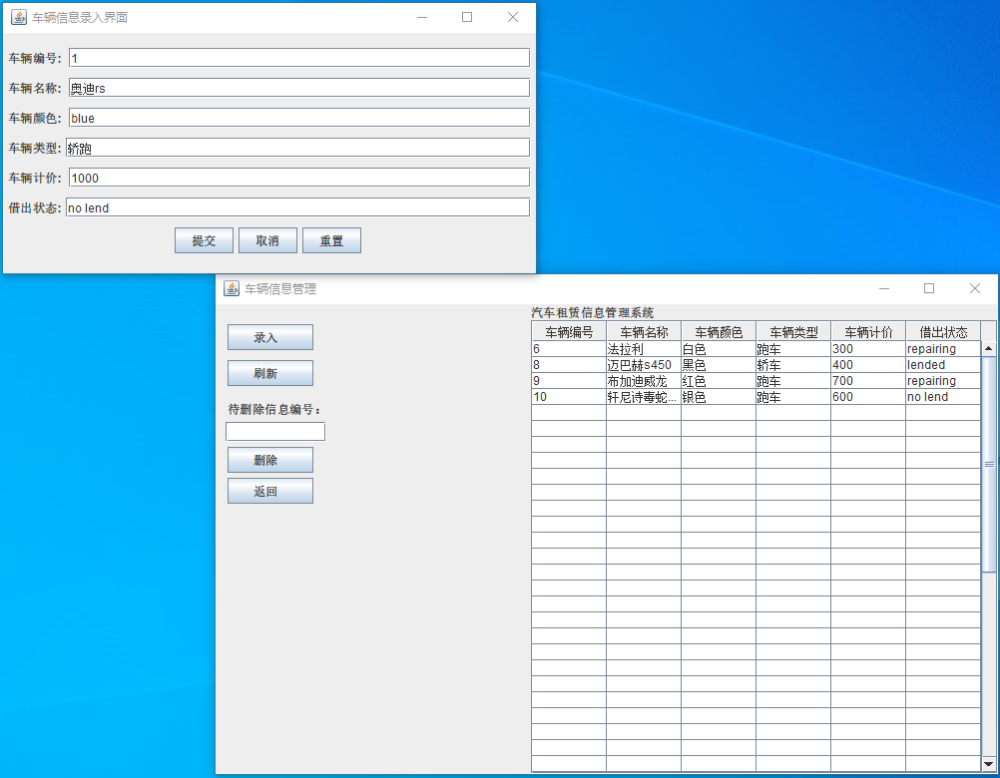 车辆信息录入界面
车辆编号: 1
车辆名称: 奥迪rs
车辆颜色: blue
车辆类型: 轿跑
车辆计价: 1000
借出状态: no lend
提交 取消 重置
车辆信息管理
录入
刷新
待删除信息编号：
删除
返回
汽车租赁信息管理系统
车辆编号 车辆名称 车辆颜色 车辆类型 车辆计价 借出状态
6 法拉利 白色 跑车 300 repairing
8 迈巴赫s450 黑色 轿车 400 lended
9 布加迪威龙 红色 跑车 700 repairing
10 轩尼诗毒蛇... 银色 跑车 600 no lend